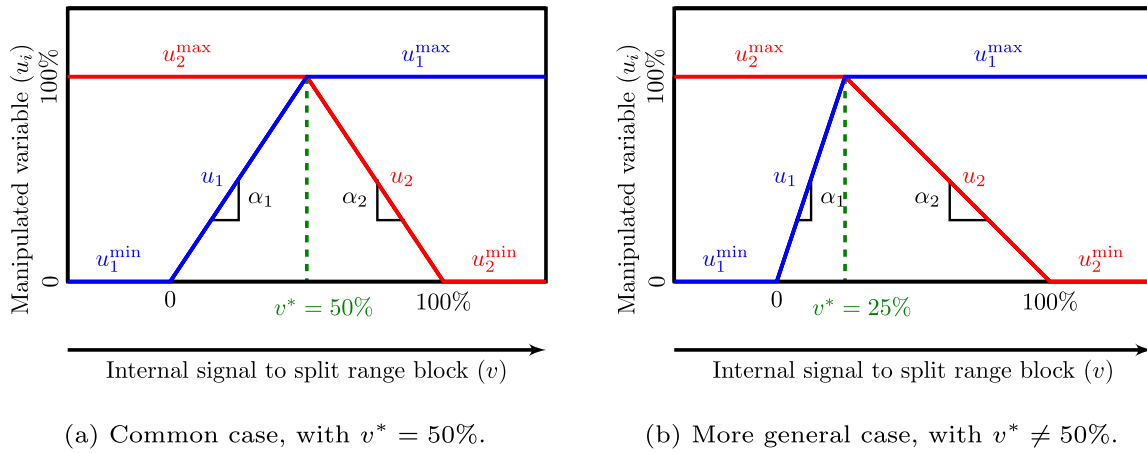 Manipulated variable (u_i)
100%
0
u_2^max
u_1^max
u_1
α_1
α_2
u_2
u_1^min
u_2^min
0
v* = 50%
100%
Internal signal to split range block (v)
(a) Common case, with v* = 50%.
Manipulated variable (u_i)
100%
0
u_2^max
u_1^max
u_1
α_1
α_2
u_2
u_1^min
u_2^min
0
v* = 25%
100%
Internal signal to split range block (v)
(b) More general case, with v* ≠ 50%.